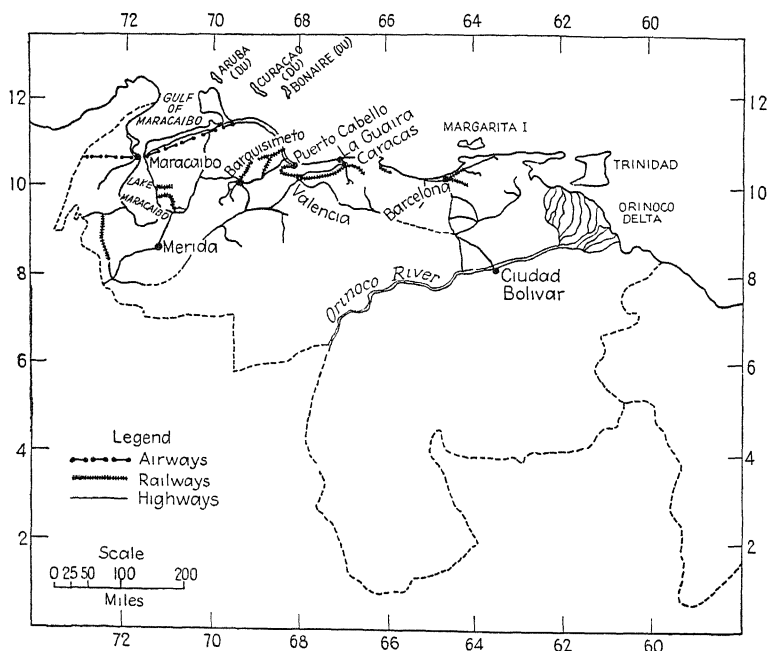 72 70 68 66 64 62 60
ARUBA
(DU)
CURACAO
(DU)
BONAIRE (DU)
12
12
GULF
OF
MARACAIBO
Maracaibo
Barquisimeto
Puerto Cabello
La Guaira
Caracas
MARGARITA I
TRINIDAD
10
10
LAKE
MARACAIBO
Valencia
Barcelona
ORINOCO
DELTA
Merida
8
8
Orinoco River
Ciudad
Bolivar
6
6
4
4
Legend
Airways
Railways
Highways
2
2
Scale
0 25 50 100 200
Miles
72 70 68 66 64 62 60